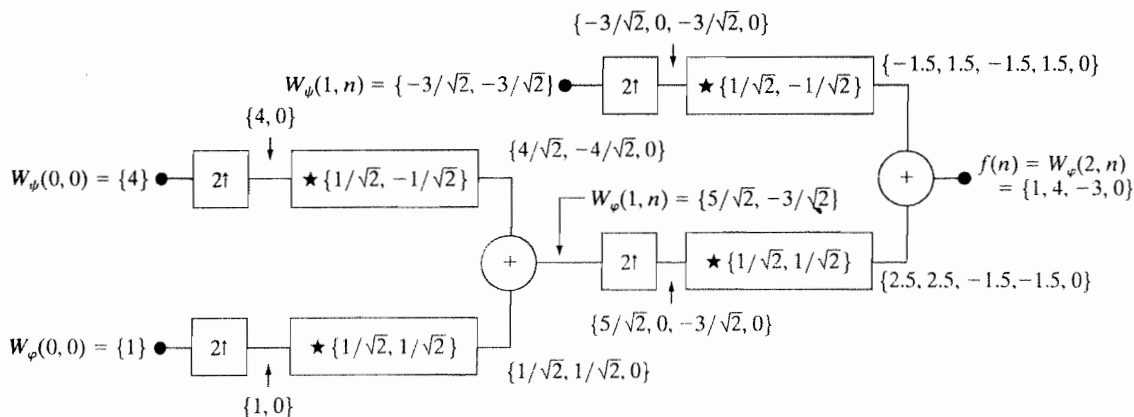 {−3/√2, 0, −3/√2, 0}
W_ψ(1, n) = {−3/√2, −3/√2}
2↑
★ {1/√2, −1/√2}
{−1.5, 1.5, −1.5, 1.5, 0}
{4, 0}
W_ψ(0, 0) = {4}
2↑
★ {1/√2, −1/√2}
{4/√2, −4/√2, 0}
+
f(n) = W_φ(2, n)
= {1, 4, −3, 0}
W_φ(1, n) = {5/√2, −3/√2}
+
2↑
★ {1/√2, 1/√2}
{2.5, 2.5, −1.5, −1.5, 0}
{5/√2, 0, −3/√2, 0}
W_φ(0, 0) = {1}
2↑
★ {1/√2, 1/√2}
{1/√2, 1/√2, 0}
{1, 0}